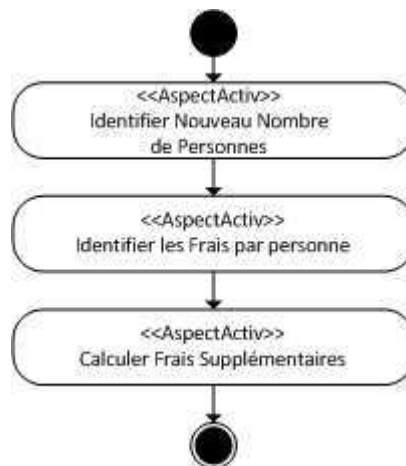 <<AspectActiv>>
Identifier Nouveau Nombre
de Personnes
<<AspectActiv>>
Identifier les Frais par personne
<<AspectActiv>>
Calculer Frais Supplémentaires